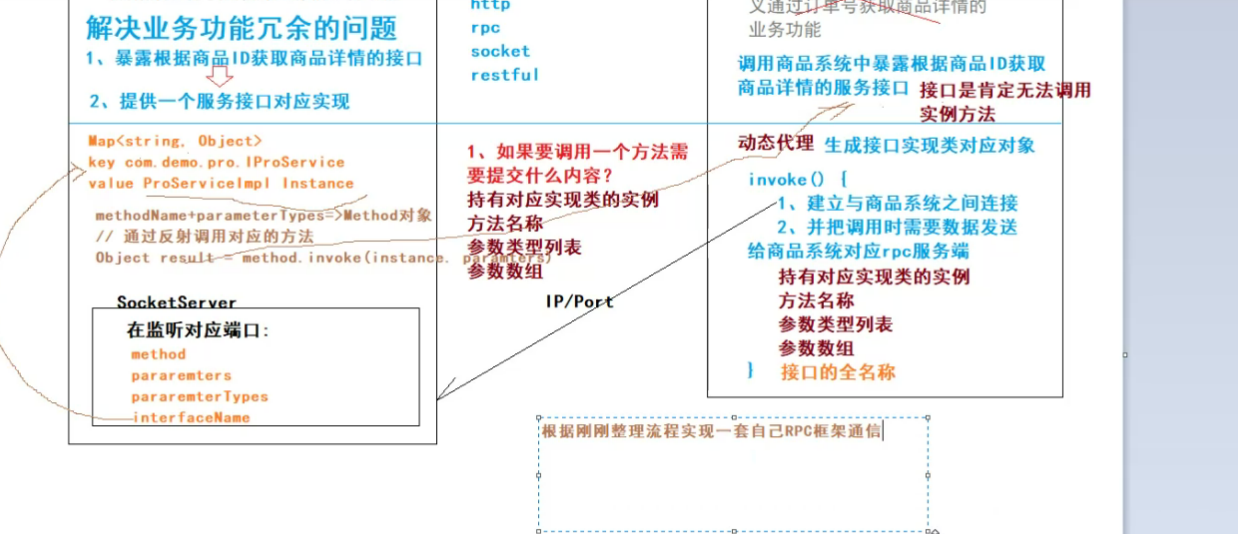 解决业务功能冗余的问题
1、暴露根据商品ID获取商品详情的接口
2、提供一个服务接口对应实现
Map<string, Object>
key com.demo.pro.IProService
value ProServiceImpl Instance
methodName+parameterTypes=>Method对象
// 通过反射调用对应的方法
Object result = method.invoke(instance. paramters)
SocketServer
在监听对应端口:
method
pararemters
pararemterTypes
interfaceName
http
rpc
socket
restful
1、如果要调用一个方法需
要提交什么内容?
持有对应实现类的实例
方法名称
参数类型列表
参数数组
IP/Port
义通过订单号获取商品详情的
业务功能
调用商品系统中暴露根据商品ID获取
商品详情的服务接口
接口是肯定无法调用
实例方法
动态代理 生成接口实现类对应对象
invoke() {
1、建立与商品系统之间连接
2、并把调用时需要数据发送
给商品系统对应rpc服务端
持有对应实现类的实例
方法名称
参数类型列表
参数数组
} 接口的全名称
根据刚刚整理流程实现一套自己RPC框架通信